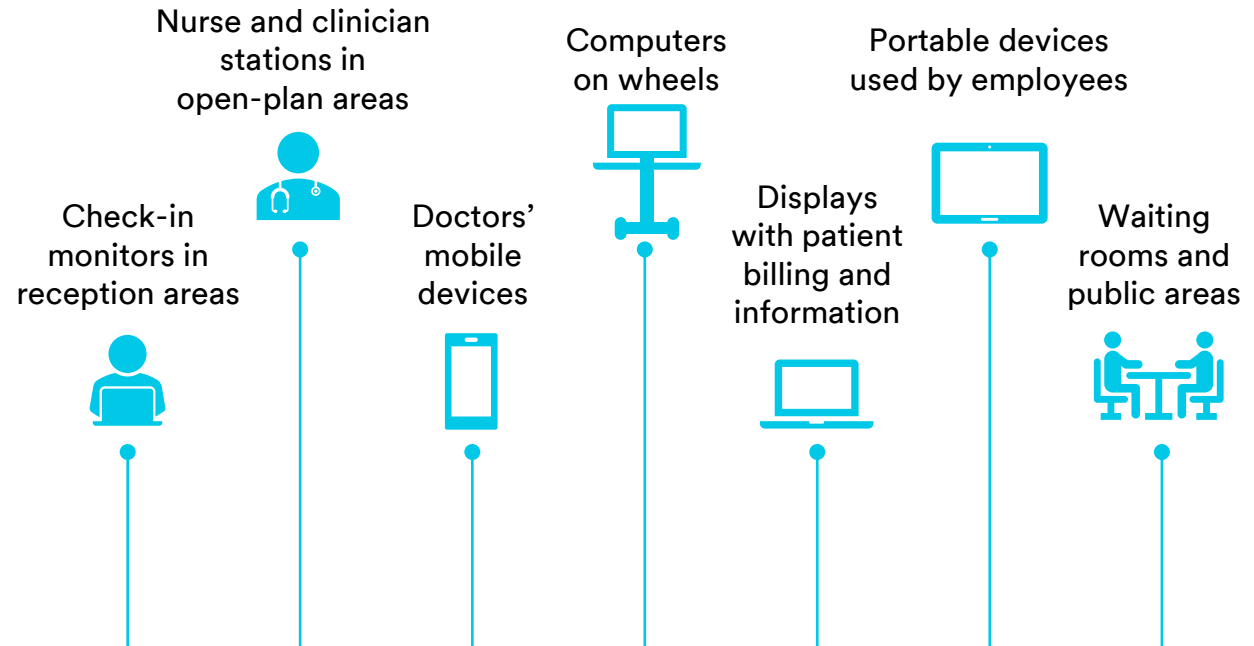 Nurse and clinician
stations in
open-plan areas
Computers
on wheels
Portable devices
used by employees
Check-in
monitors in
reception areas
Doctors’
mobile
devices
Displays
with patient
billing and
information
Waiting
rooms and
public areas